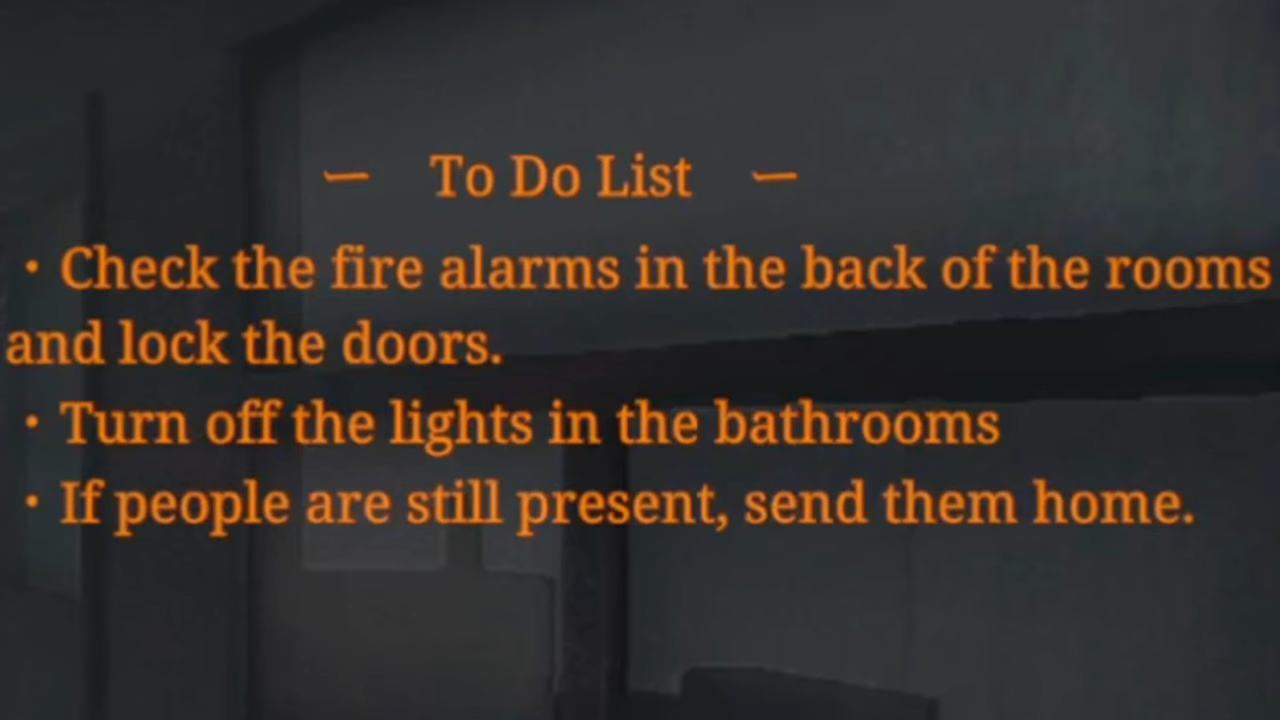 — To Do List —
· Check the fire alarms in the back of the rooms
and lock the doors.
· Turn off the lights in the bathrooms
· If people are still present, send them home.